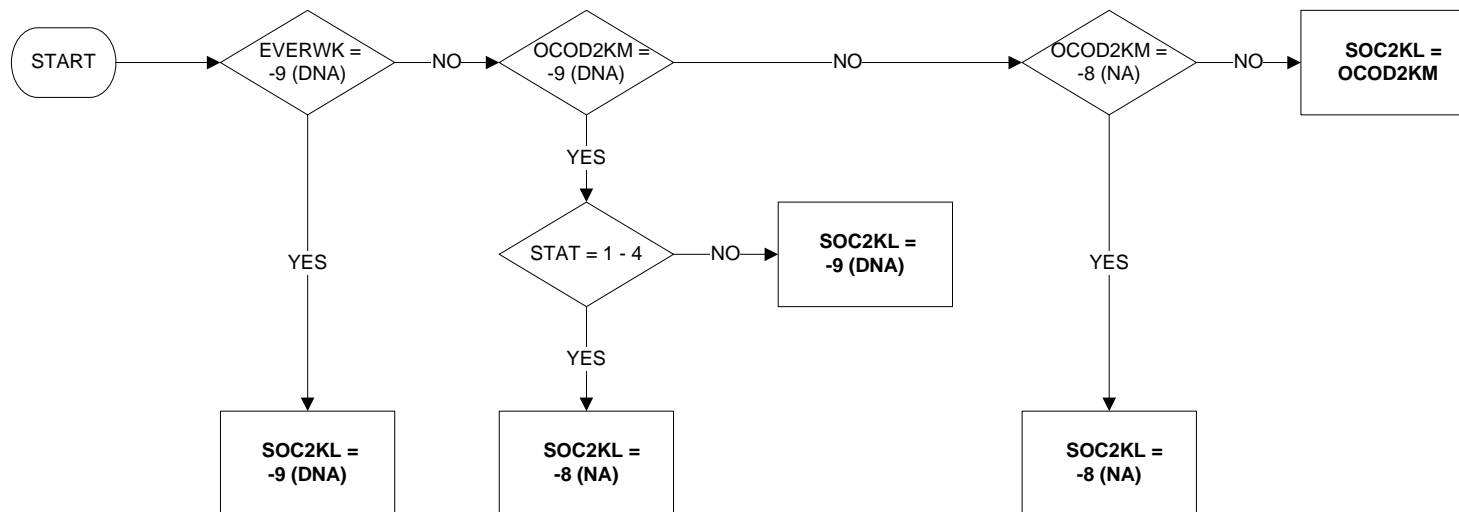 START
EVERWK =
-9 (DNA)
NO
OCOD2KM =
-9 (DNA)
NO
OCOD2KM =
-8 (NA)
NO
SOC2KL =
OCOD2KM
YES
STAT = 1 - 4
NO
SOC2KL =
-9 (DNA)
YES
YES
YES
SOC2KL =
-9 (DNA)
SOC2KL =
-8 (NA)
SOC2KL =
-8 (NA)